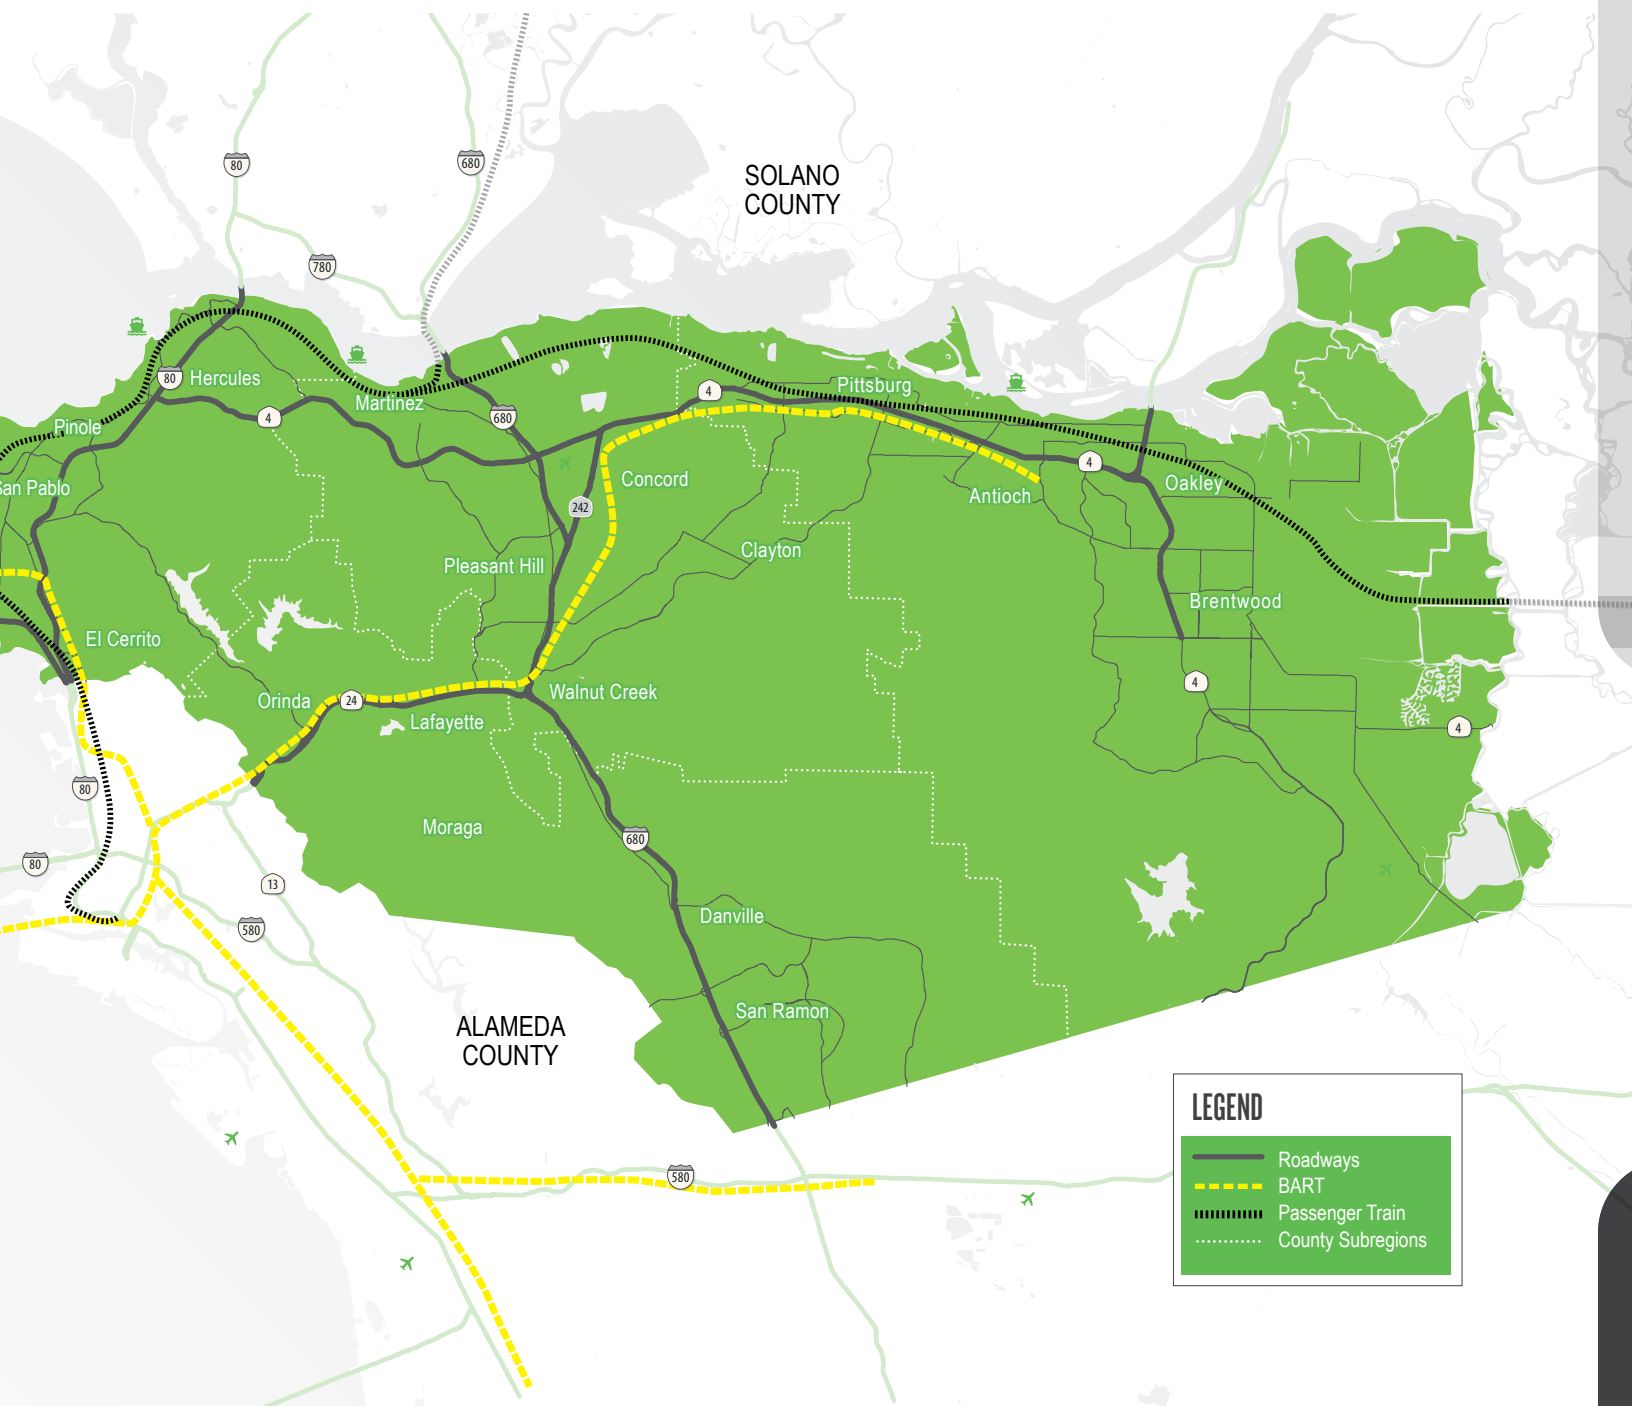 80
680
SOLANO
COUNTY
780
80
Hercules
4
Martinez
680
4
Pittsburg
Pinole
San Pablo
Concord
242
4
Oakley
Antioch
Pleasant Hill
Clayton
Brentwood
El Cerrito
Orinda
24
Lafayette
Walnut Creek
4
4
80
Moraga
680
80
13
580
Danville
San Ramon
ALAMEDA
COUNTY
580
LEGEND
Roadways
BART
Passenger Train
County Subregions